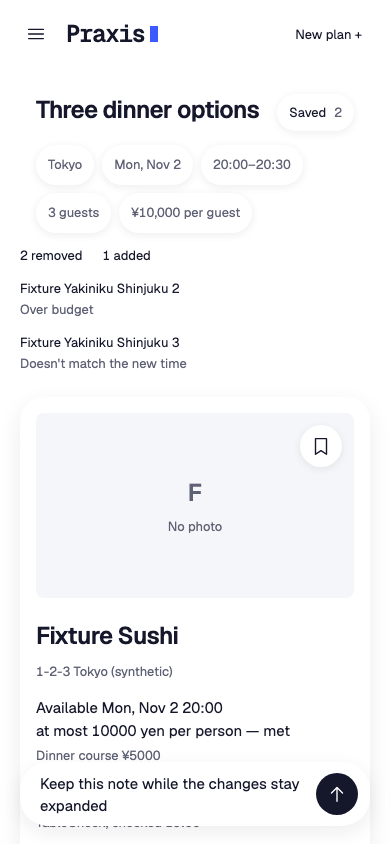 Praxis
New plan +
Three dinner options
Saved 2
Tokyo
Mon, Nov 2
20:00–20:30
3 guests
¥10,000 per guest
2 removed
1 added
Fixture Yakiniku Shinjuku 2
Over budget
Fixture Yakiniku Shinjuku 3
Doesn't match the new time
F
No photo
Fixture Sushi
1-2-3 Tokyo (synthetic)
Available Mon, Nov 2 20:00
at most 10000 yen per person — met
Dinner course ¥5000
Keep this note while the changes stay
expanded